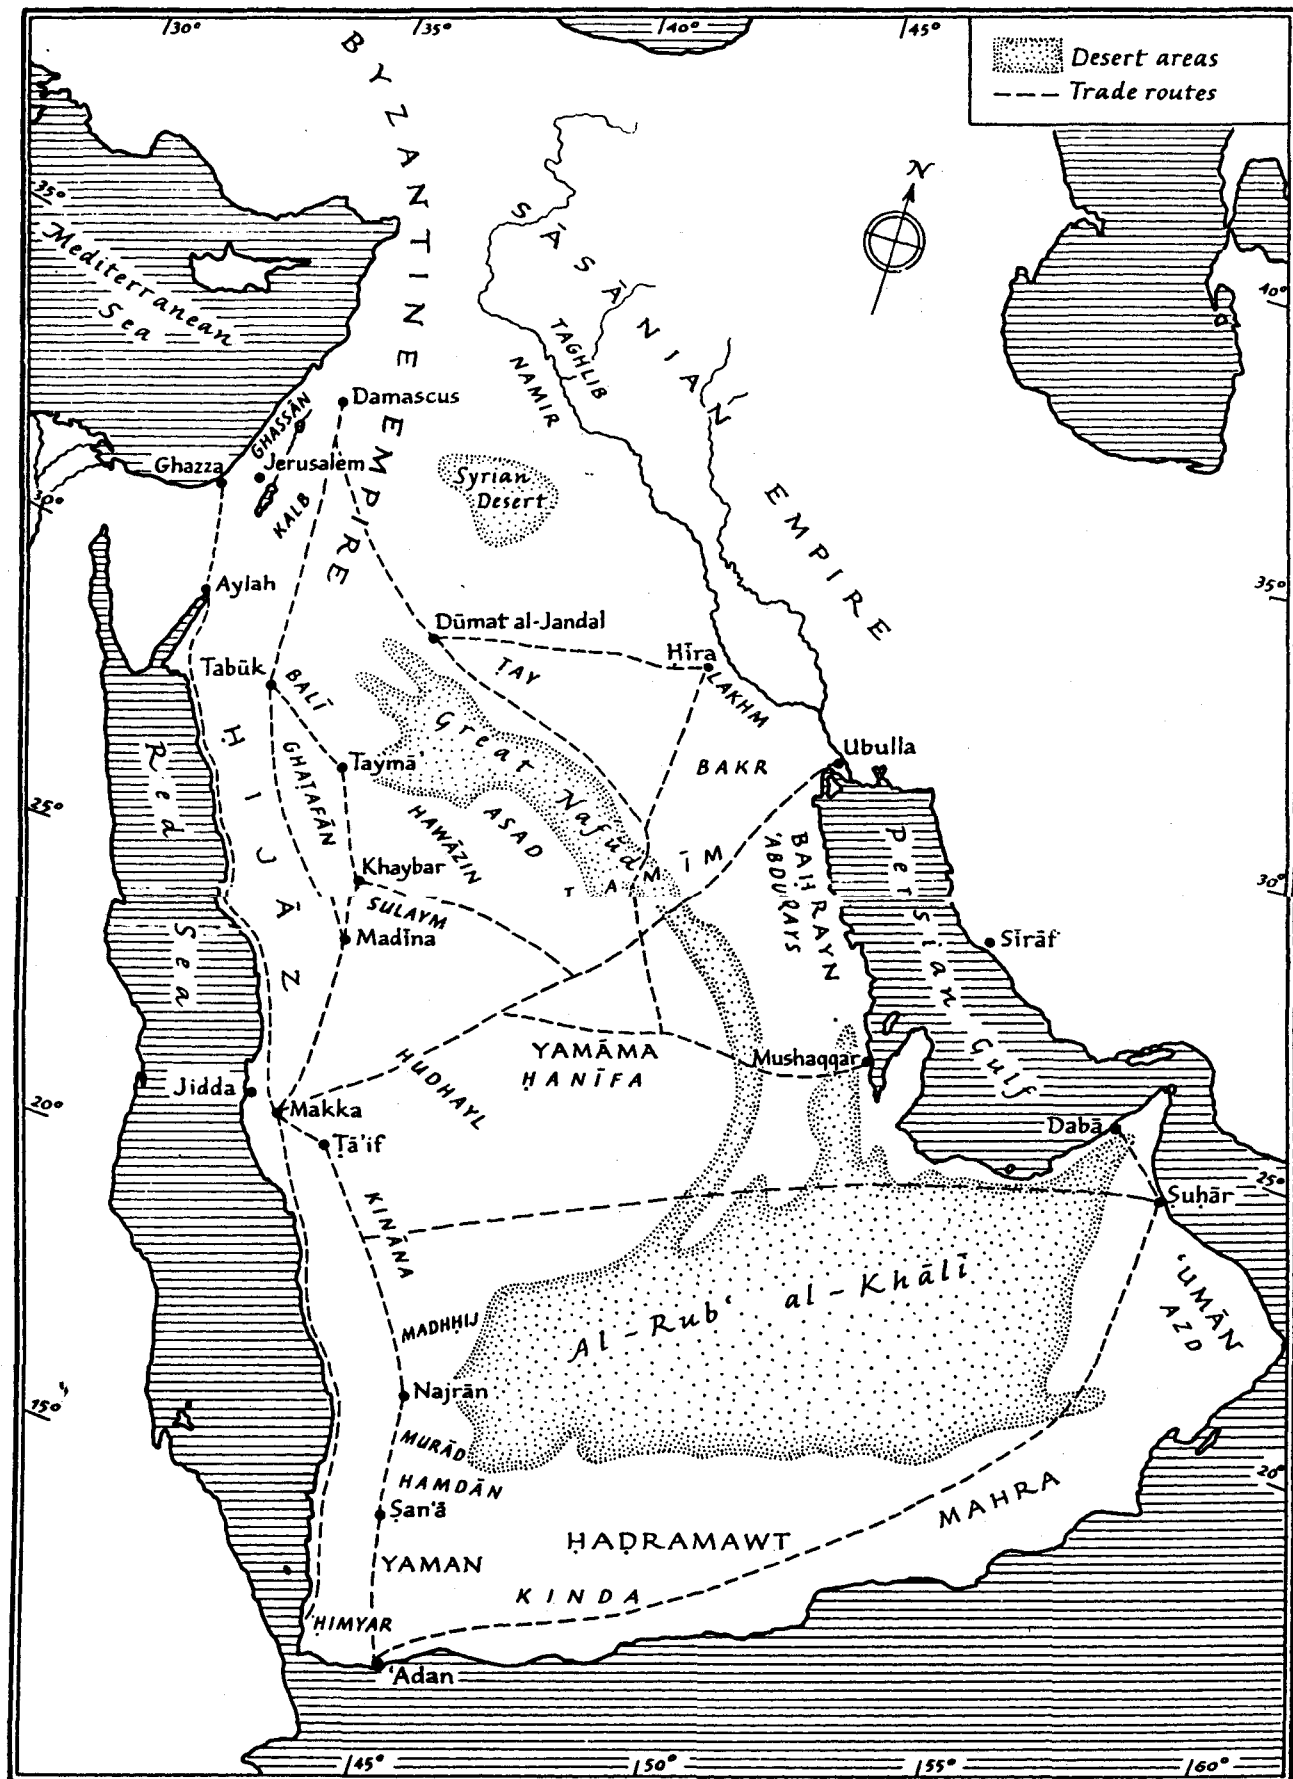 30°
35°
40°
45°
Desert areas
Trade routes
N
BYZANTINE EMPIRE
SĀSĀNIAN EMPIRE
35°
Mediterranean
Sea
40°
TAGHLIB
NAMIR
Damascus
GHASSĀN
Ghazza
Jerusalem
KALB
Syrian
Desert
30°
Aylah
35°
Dūmat al-Jandal
Hīra
Tabūk
BALĪ
ṬAY
LAKHM
Ubulla
BAKR
Great Nafūd
Taymā'
GHAṬAFĀN
ḤIJĀZ
Red Sea
25°
HAWĀZIN
ASAD
TAMĪM
BAḤRAYN
'ABDUQAYS
Persian Gulf
30°
Khaybar
SULAYM
Madīna
Sīrāf
YAMĀMA
ḤANĪFA
Mushaqqar
HUDHAYL
Jidda
Makka
20°
Ṭā'if
Dabā
25°
Suḥār
KINĀNA
Al-Rub' al-Khālī
'UMĀN
AZD
MADHḤIJ
Najrān
15°
MURĀD
HAMDĀN
20°
Ṣan'ā
MAHRA
ḤAḌRAMAWT
YAMAN
KINDA
ḤIMYAR
'Adan
45°
50°
55°
60°